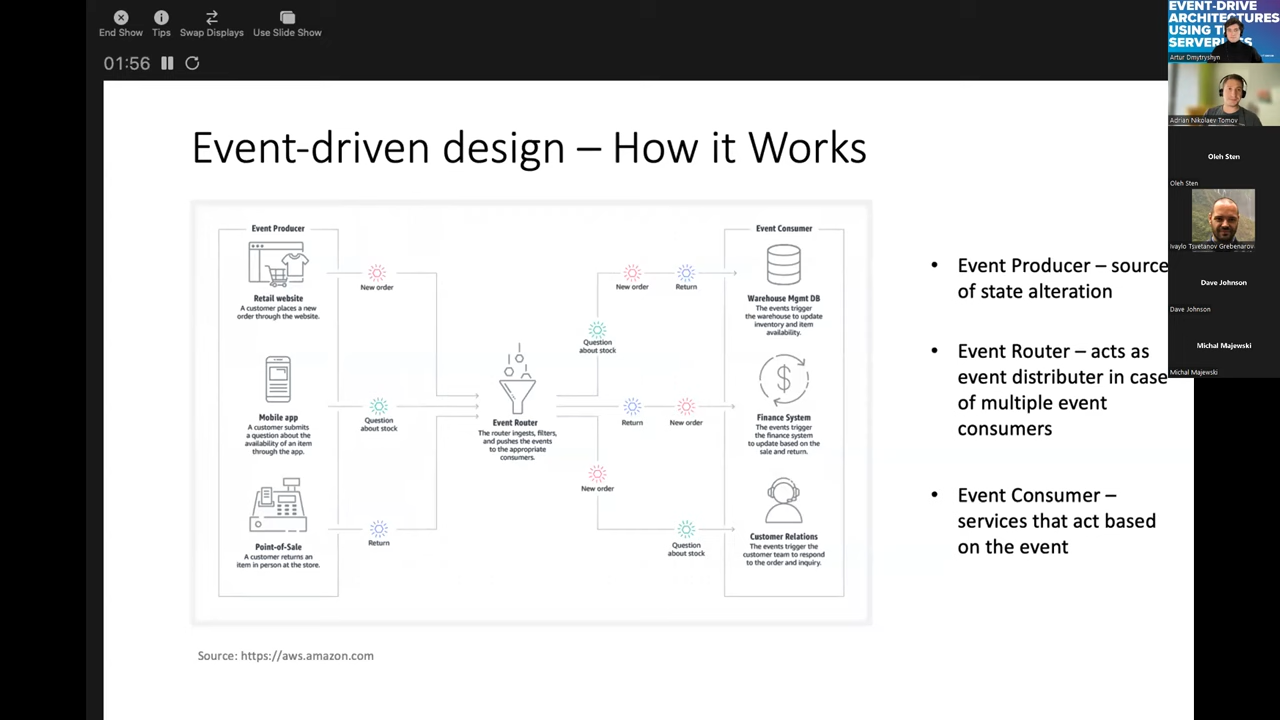 End Show
Tips
Swap Displays
Use Slide Show
01:56
Event-driven design – How it Works
Event Producer
Retail website
A customer places a new
order through the website.
Mobile app
A customer submits
a question about the
availability of an item
through the app.
Point-of-Sale
A customer returns an
item in person at the store.
New order
Question
about stock
Return
Event Router
The router ingests, filters,
and pushes the events
to the appropriate
consumers.
Question
about stock
New order
Return
Return
New order
New order
Question
about stock
Event Consumer
Warehouse Mgmt DB
The events trigger
the warehouse to update
inventory and item
availability.
Finance System
The events trigger
the finance system
to update based on the
sale and return.
Customer Relations
The events trigger the
customer team to respond
to the order and inquiry.
• Event Producer – source
of state alteration
• Event Router – acts as
event distributer in case
of multiple event
consumers
• Event Consumer –
services that act based
on the event
Source: https://aws.amazon.com
EVENT-DRIVE
ARCHITECTURES
USING
SERVERL
Artur Dmytryshyn
Adrian Nikolaev Tomov
Oleh Sten
Oleh Sten
Ivaylo Tsvetanov Grebenarov
Dave Johnson
Dave Johnson
Michal Majewski
Michal Majewski